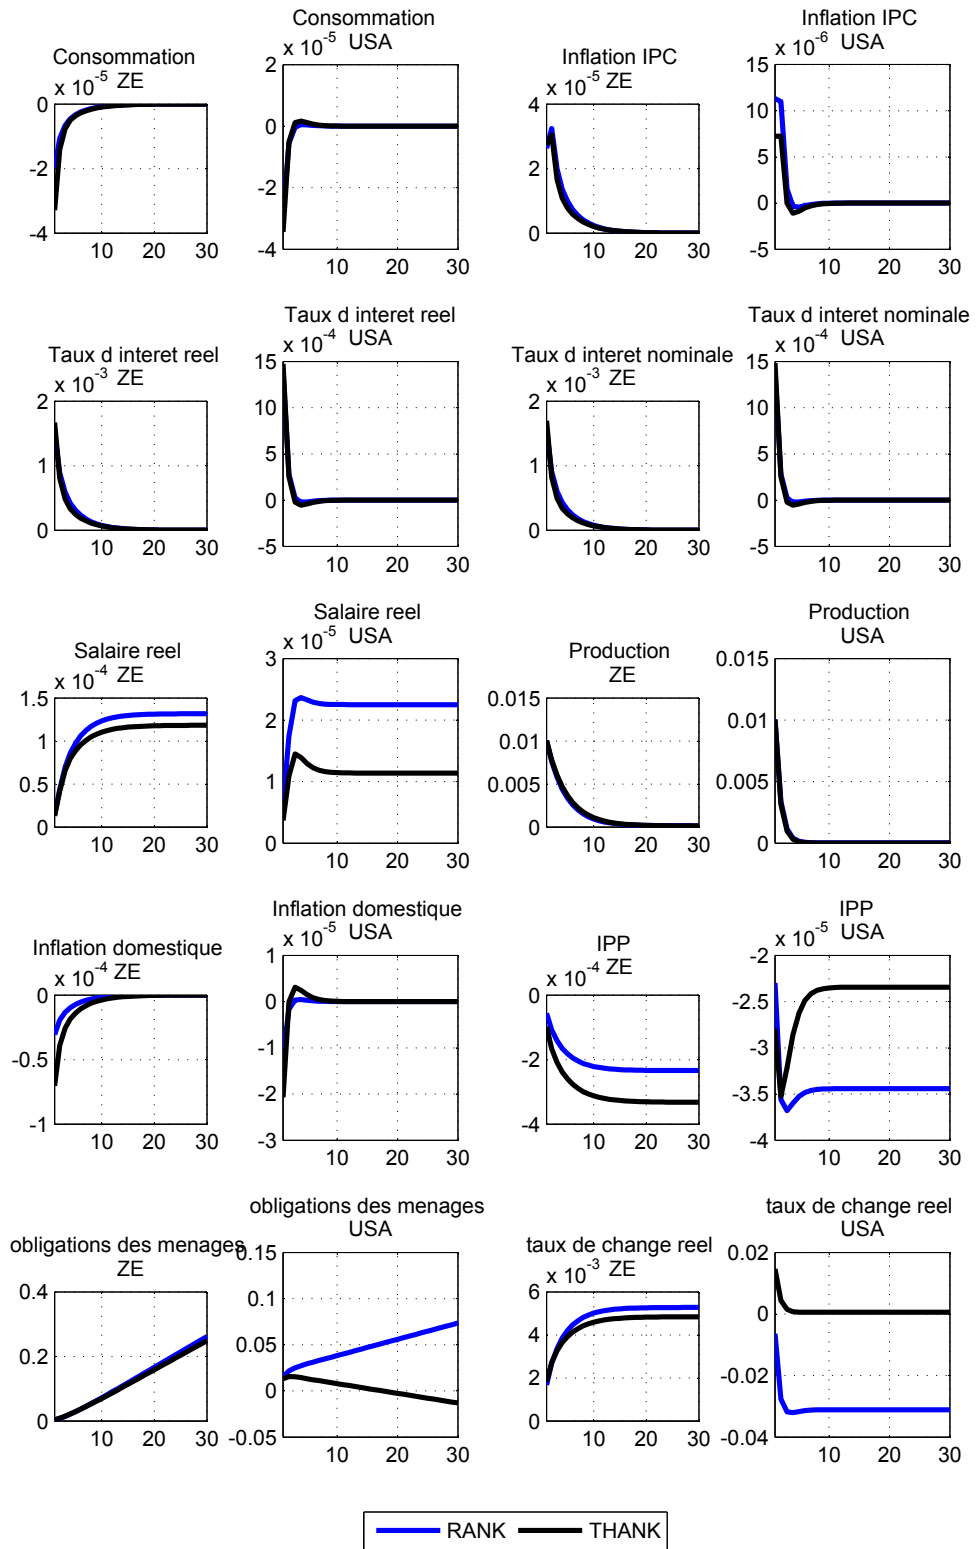 Consommation
x 10^-5 ZE
0
-2
-4
10 20 30
Consommation
x 10^-5 USA
2
0
-2
-4
10 20 30
Inflation IPC
x 10^-5 ZE
4
2
0
10 20 30
Inflation IPC
x 10^-6 USA
15
10
5
0
-5
10 20 30
Taux d interet reel
x 10^-3 ZE
2
1
0
10 20 30
Taux d interet reel
x 10^-4 USA
15
10
5
0
-5
10 20 30
Taux d interet nominale
x 10^-3 ZE
2
1
0
10 20 30
Taux d interet nominale
x 10^-4 USA
15
10
5
0
-5
10 20 30
Salaire reel
x 10^-4 ZE
1.5
1
0.5
0
10 20 30
Salaire reel
x 10^-5 USA
3
2
1
0
10 20 30
Production
ZE
0.015
0.01
0.005
0
10 20 30
Production
USA
0.015
0.01
0.005
0
10 20 30
Inflation domestique
x 10^-4 ZE
0
-0.5
-1
10 20 30
Inflation domestique
x 10^-5 USA
1
0
-1
-2
-3
10 20 30
IPP
x 10^-4 ZE
0
-2
-4
10 20 30
IPP
x 10^-5 USA
-2
-2.5
-3
-3.5
-4
10 20 30
obligations des menages
ZE
0.4
0.2
0
10 20 30
obligations des menages
USA
0.15
0.1
0.05
0
-0.05
10 20 30
taux de change reel
x 10^-3 ZE
6
4
2
0
10 20 30
taux de change reel
USA
0.02
0
-0.02
-0.04
10 20 30
RANK THANK